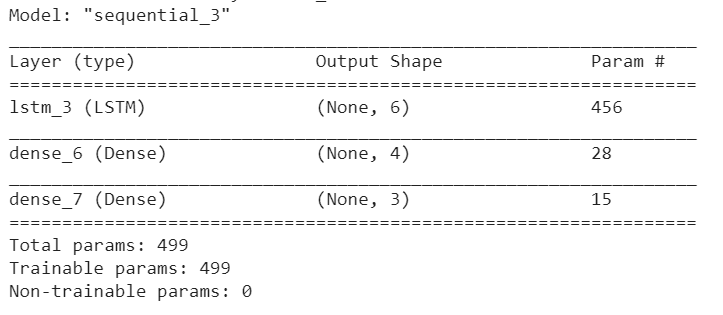 Model: "sequential_3"
Layer (type) Output Shape Param #
lstm_3 (LSTM) (None, 6) 456
dense_6 (Dense) (None, 4) 28
dense_7 (Dense) (None, 3) 15
Total params: 499
Trainable params: 499
Non-trainable params: 0